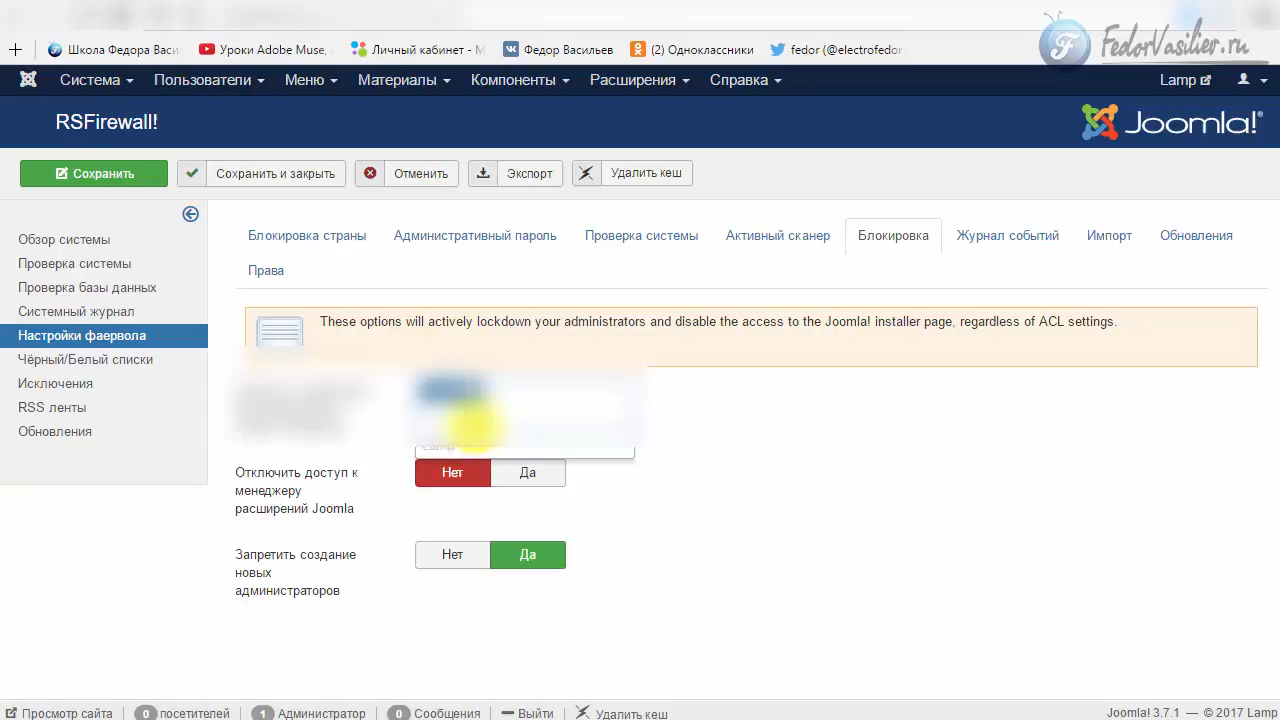 Школа Федора Васи
Уроки Adobe Muse,
Личный кабинет - М
Федор Васильев
(2) Одноклассники
fedor (@electrofedor
FedorVasiliev.ru
Система
Пользователи
Меню
Материалы
Компоненты
Расширения
Справка
Lamp
RSFirewall!
Joomla!®
Сохранить
Сохранить и закрыть
Отменить
Экспорт
Удалить кеш
Обзор системы
Проверка системы
Проверка базы данных
Системный журнал
Настройки фаервола
Чёрный/Белый списки
Исключения
RSS ленты
Обновления
Блокировка страны
Административный пароль
Проверка системы
Активный сканер
Блокировка
Журнал событий
Импорт
Обновления
Права
These options will actively lockdown your administrators and disable the access to the Joomla! installer page, regardless of ACL settings.
Отключить доступ к
менеджеру
расширений Joomla
Нет
Да
Запретить создание
новых
администраторов
Нет
Да
Просмотр сайта
0 посетителей
1 Администратор
0 Сообщения
Выйти
Удалить кеш
Joomla! 3.7.1 — © 2017 Lamp